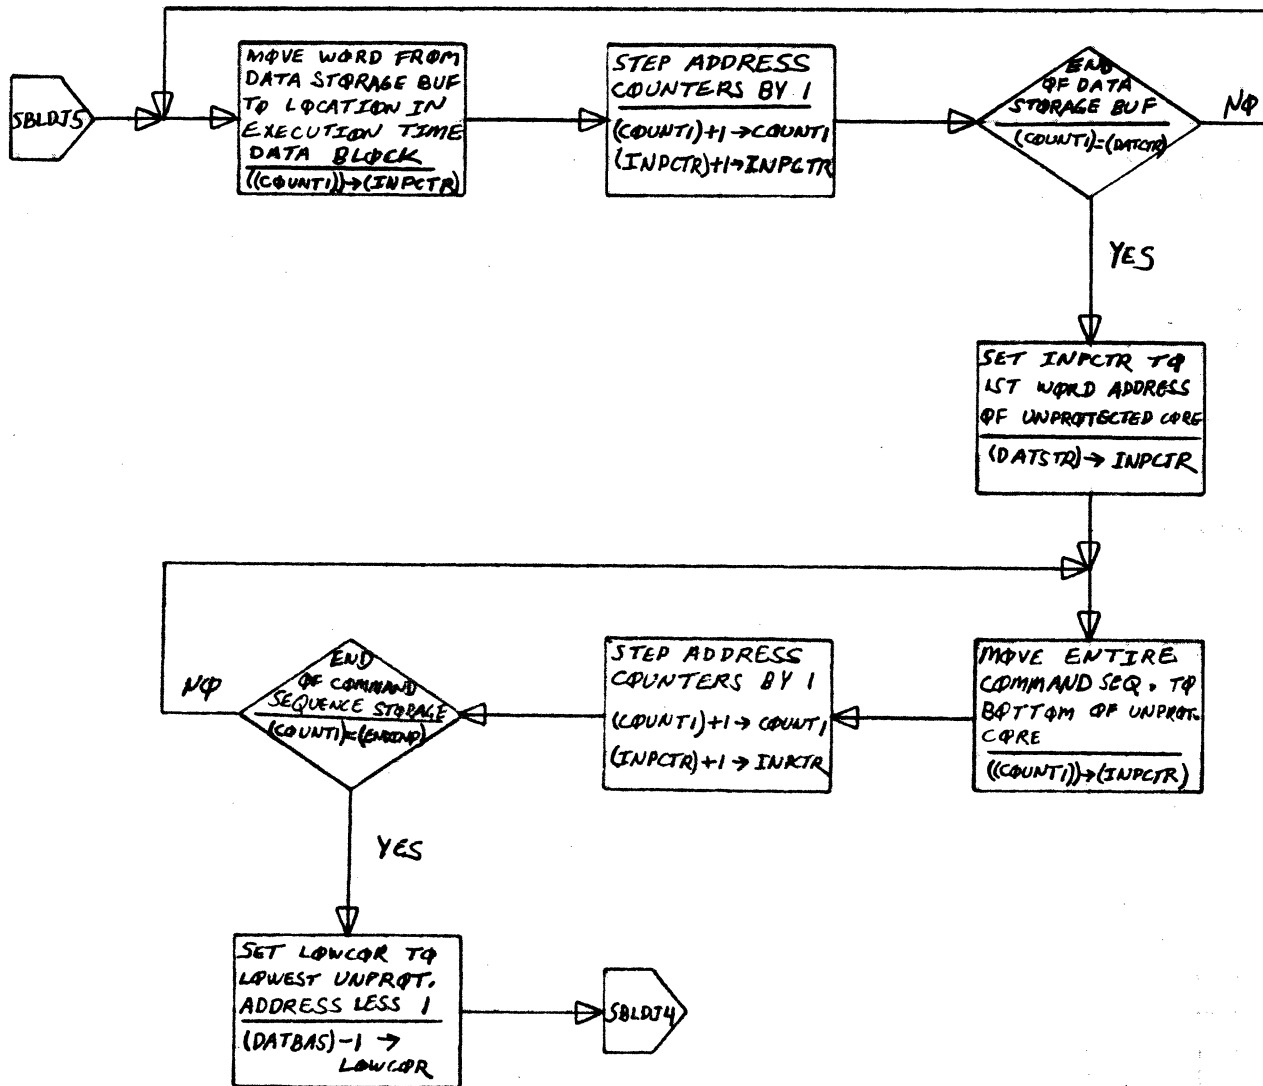 SBLDJ5
MOVE WORD FROM
DATA STORAGE BUF
TO LOCATION IN
EXECUTION TIME
DATA BLOCK
((COUNT1))→(INPCTR)
STEP ADDRESS
COUNTERS BY 1
(COUNT1)+1→COUNT1
(INPCTR)+1→INPCTR
END
OF DATA
STORAGE BUF
(COUNT1)=(DATCTR)
NO
YES
SET INPCTR TO
1ST WORD ADDRESS
OF UNPROTECTED CORE
(DATSTR)→ INPCTR
MOVE ENTIRE
COMMAND SEQ. TO
BOTTOM OF UNPROT.
CORE
((COUNT1))→(INPCTR)
STEP ADDRESS
COUNTERS BY 1
(COUNT1)+1→ COUNT1
(INPCTR)+1→ INPCTR
END
OF COMMAND
SEQUENCE STORAGE
(COUNT1)=(ENDINP)
NO
YES
SET LOWCOR TO
LOWEST UNPROT.
ADDRESS LESS 1
(DATBAS)-1 →
LOWCOR
SBLDJ4